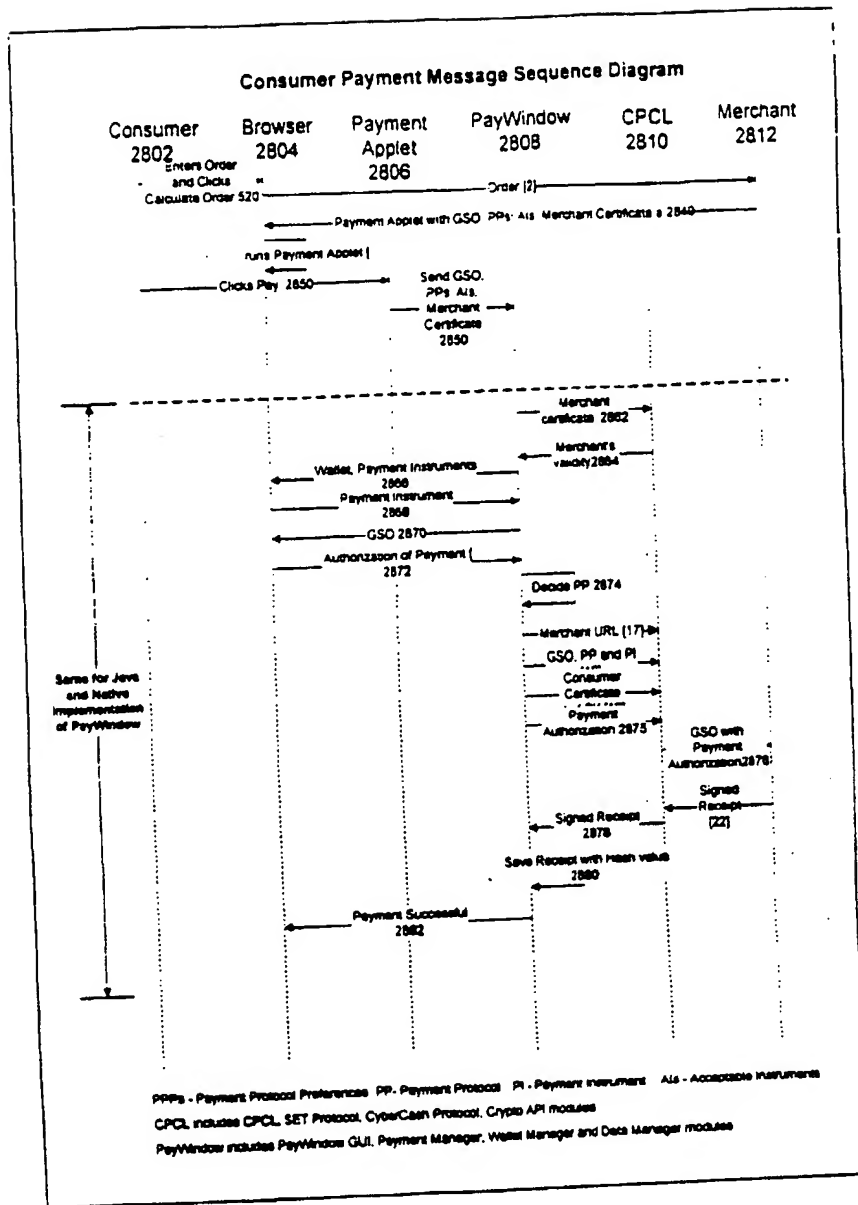 Consumer Payment Message Sequence Diagram
Consumer
2802
Browser
2804
Payment
Applet
2806
PayWindow
2808
CPCL
2810
Merchant
2812
Enters Order
and Clicks
Calculate Order 520
Order [2]
Payment Applet with GSO, PPs, AIs, Merchant Certificate a 2840
runs Payment Applet [
Clicks Pay 2850
Send GSO,
PPs, AIs,
Merchant
Certificate
2850
Merchant
certificate 2862
Merchant's
validity2864
Wallet, Payment Instruments
2866
Payment Instrument
2868
GSO 2870
Authorization of Payment [
2872
Decide PP 2874
Merchant URL [17]
GSO, PP and PI
Consumer
Certificate
Payment
Authorization 2875
GSO with
Payment
Authorization2876
Signed
Receipt
[22]
Signed Receipt
2878
Save Receipt with Hash value
2880
Payment Successful
2882
Same for Java
and Native
Implementation
of PayWindow
PPPs - Payment Protocol Preferences PP- Payment Protocol PI - Payment Instrument AIs - Acceptable Instruments
CPCL includes CPCL, SET Protocol, CyberCash Protocol, Crypto API modules
PayWindow includes PayWindow GUI, Payment Manager, Wallet Manager and Data Manager modules